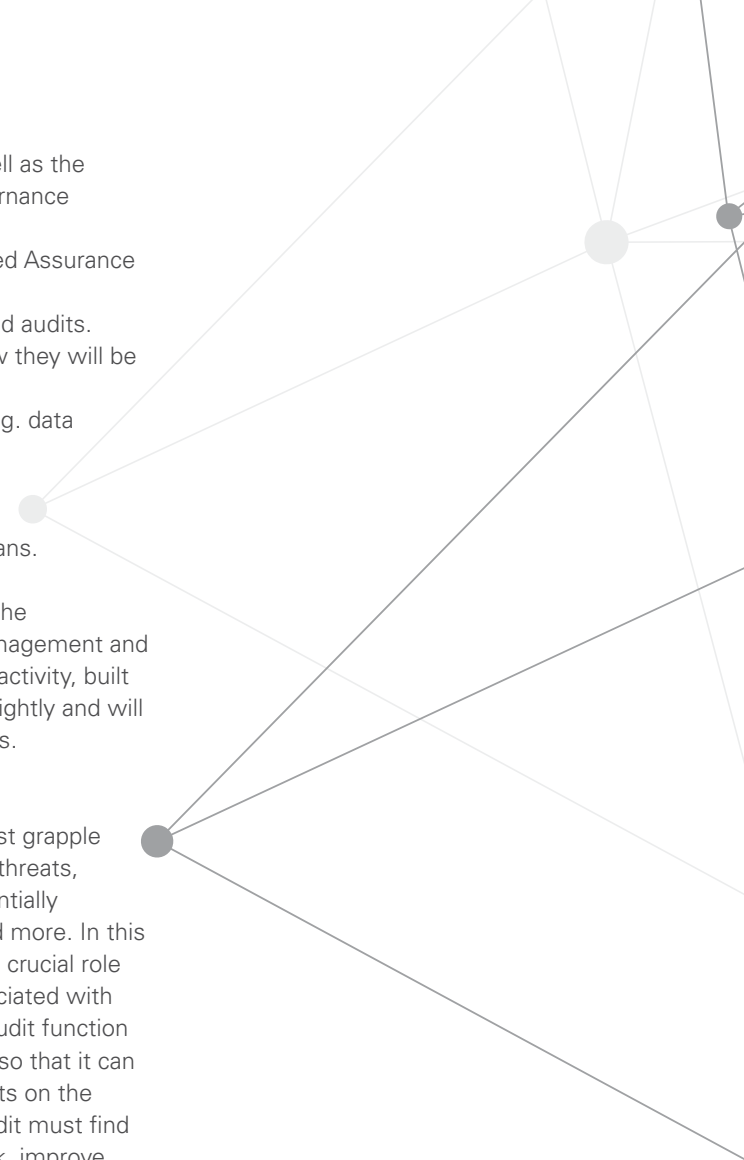 ll as the
rnance
ed Assurance
d audits.
they will be
g. data
ans.
he
nagement and
activity, built
ightly and will
s.
st grapple
threats,
ntially
d more. In this
crucial role
ciated with
udit function
so that it can
ts on the
dit must find
improve